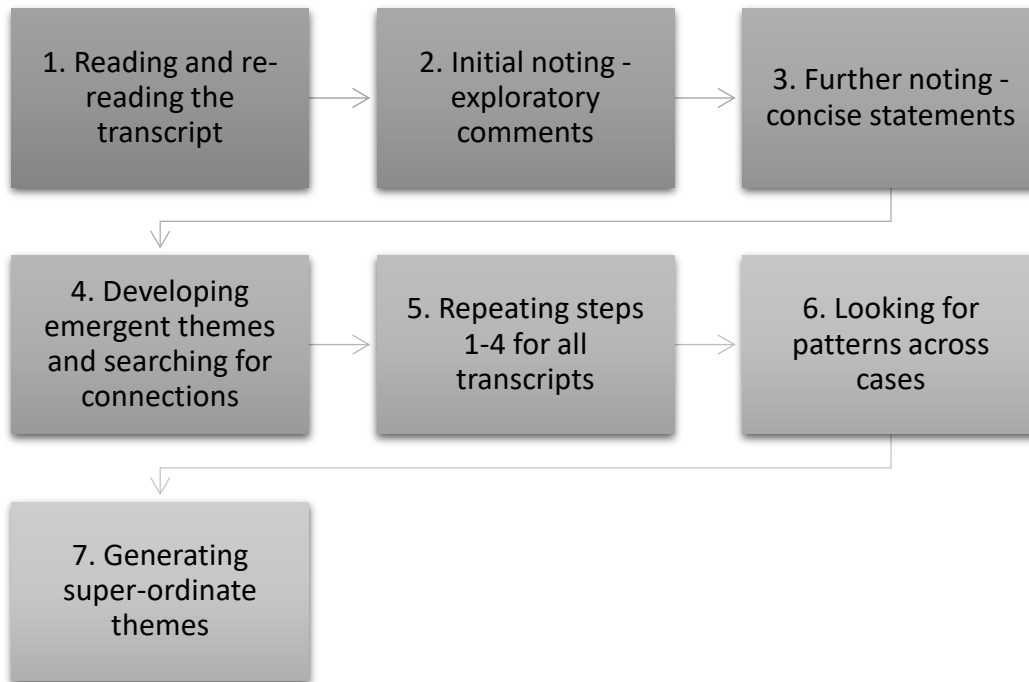 1. Reading and re-
reading the
transcript
2. Initial noting -
exploratory
comments
3. Further noting -
concise statements
4. Developing
emergent themes
and searching for
connections
5. Repeating steps
1-4 for all
transcripts
6. Looking for
patterns across
cases
7. Generating
super-ordinate
themes